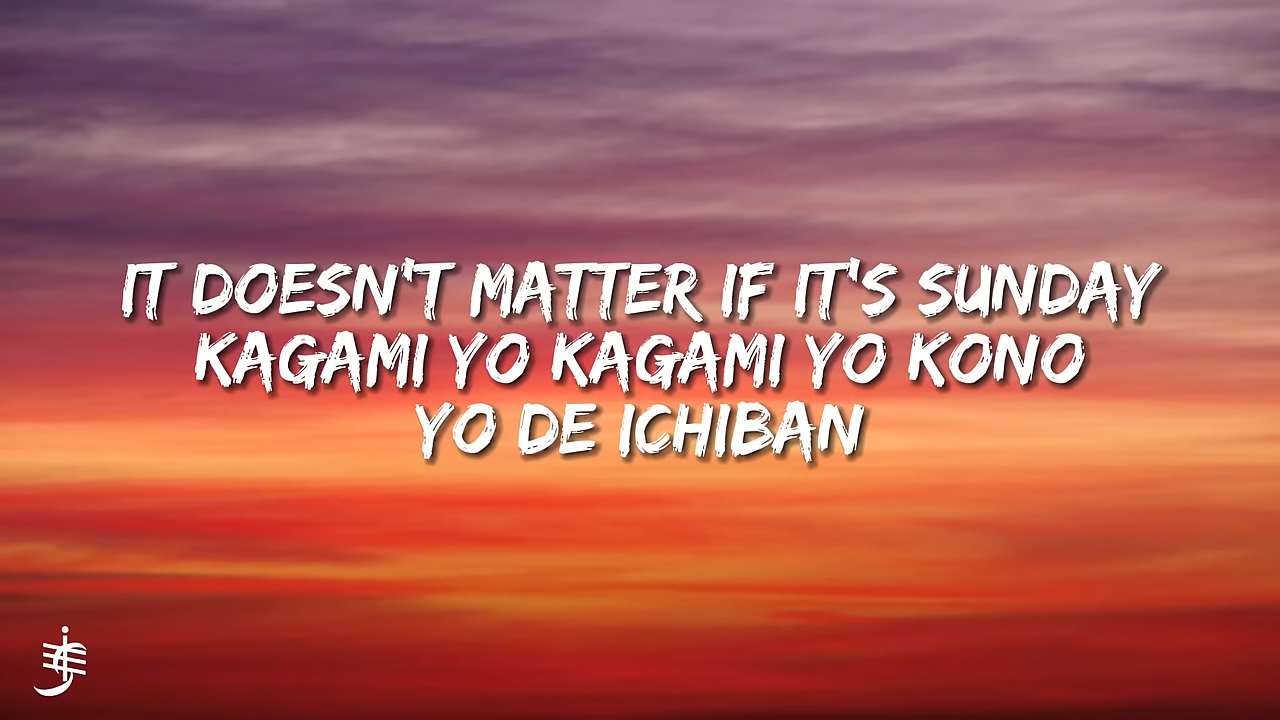 IT DOESN'T MATTER IF IT'S SUNDAY
KAGAMI YO KAGAMI YO KONO
YO DE ICHIBAN